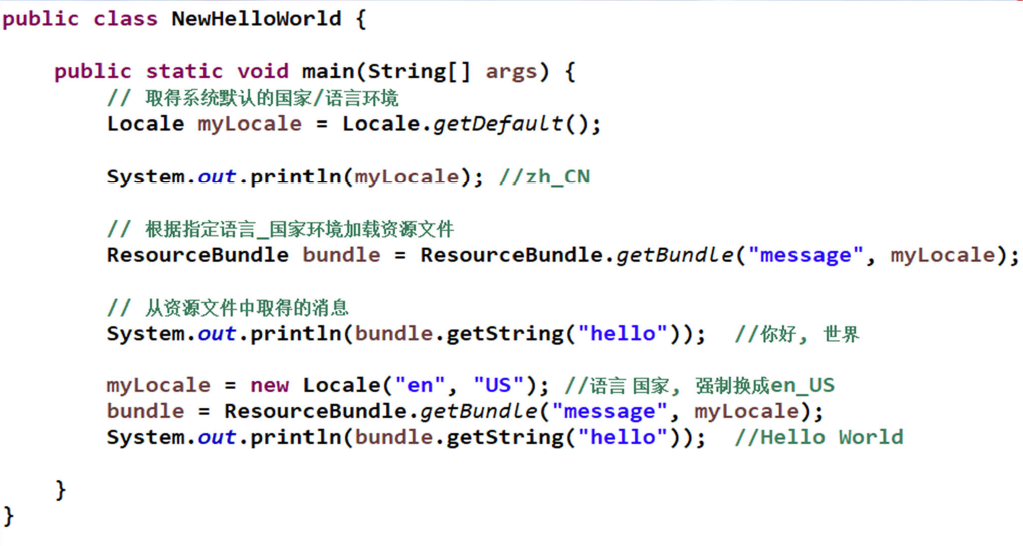 public class NewHelloWorld {
public static void main(String[] args) {
// 取得系统默认的国家/语言环境
Locale myLocale = Locale.getDefault();
System.out.println(myLocale); //zh_CN
// 根据指定语言_国家环境加载资源文件
ResourceBundle bundle = ResourceBundle.getBundle("message", myLocale);
// 从资源文件中取得的消息
System.out.println(bundle.getString("hello")); //你好, 世界
myLocale = new Locale("en", "US"); //语言 国家, 强制换成en_US
bundle = ResourceBundle.getBundle("message", myLocale);
System.out.println(bundle.getString("hello")); //Hello World
}
}